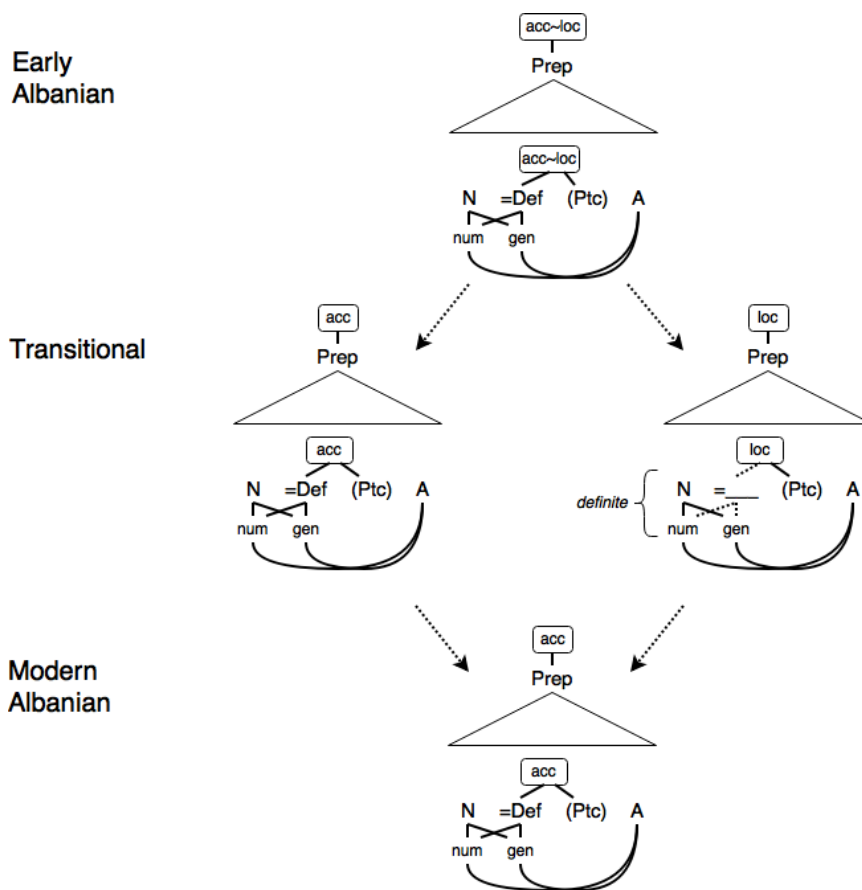 acc~loc
Early
Albanian
Prep
acc~loc
N =Def (Ptc) A
num gen
acc loc
Transitional
Prep Prep
acc loc
N =Def (Ptc) A
definite N =___ (Ptc) A
num gen
num gen
acc
Modern
Albanian
Prep
acc
N =Def (Ptc) A
num gen